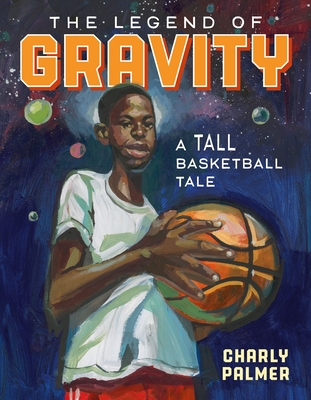 THE LEGEND OF
GRAVITY
A TALL
BASKETBALL
TALE
CHARLY
PALMER